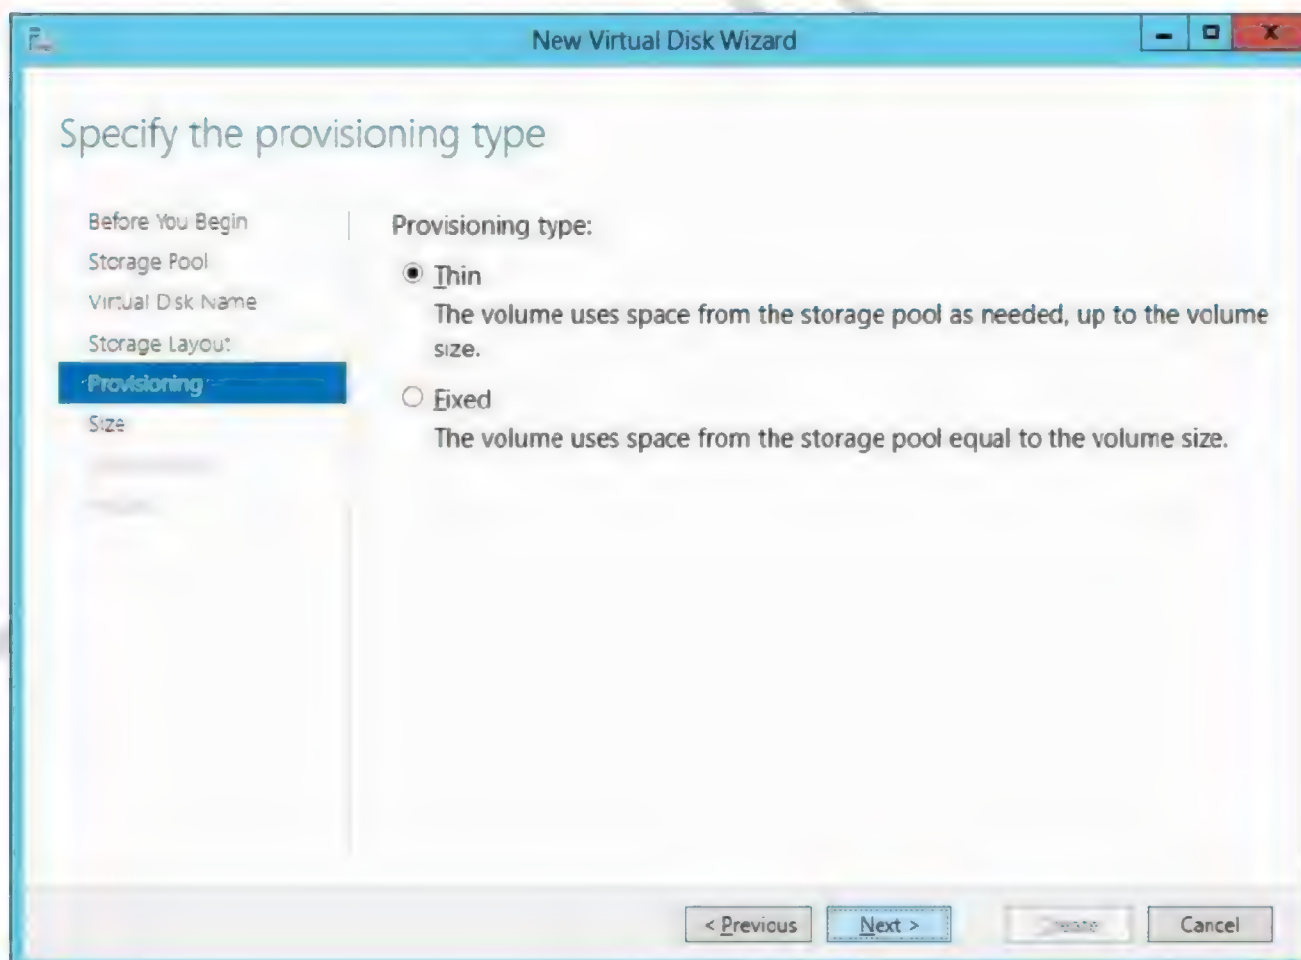 New Virtual Disk Wizard
Specify the provisioning type
Before You Begin
Storage Pool
Virtual Disk Name
Storage Layout
Provisioning
Size
Provisioning type:
Thin
The volume uses space from the storage pool as needed, up to the volume
size.
Fixed
The volume uses space from the storage pool equal to the volume size.
< Previous
Next >
Create
Cancel